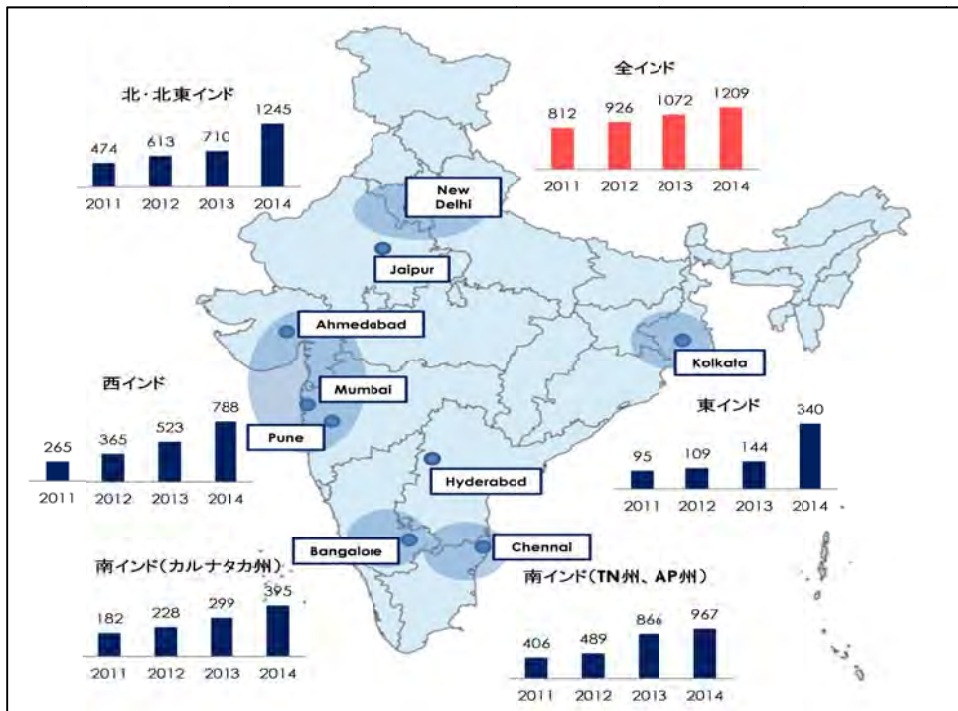 全インド
812 926 1072 1209
2011 2012 2013 2014
北・北東インド
474 613 710 1245
2011 2012 2013 2014
New
Delhi
Jaipur
Ahmedabad
Mumbai
Pune
Kolkata
西インド
265 365 523 788
2011 2012 2013 2014
東インド
95 109 144 340
2011 2012 2013 2014
Hyderabad
Bangalore
Chennai
南インド(カルナタカ州)
182 228 299 395
2011 2012 2013 2014
南インド(TN州、AP州)
406 489 866 967
2011 2012 2013 2014